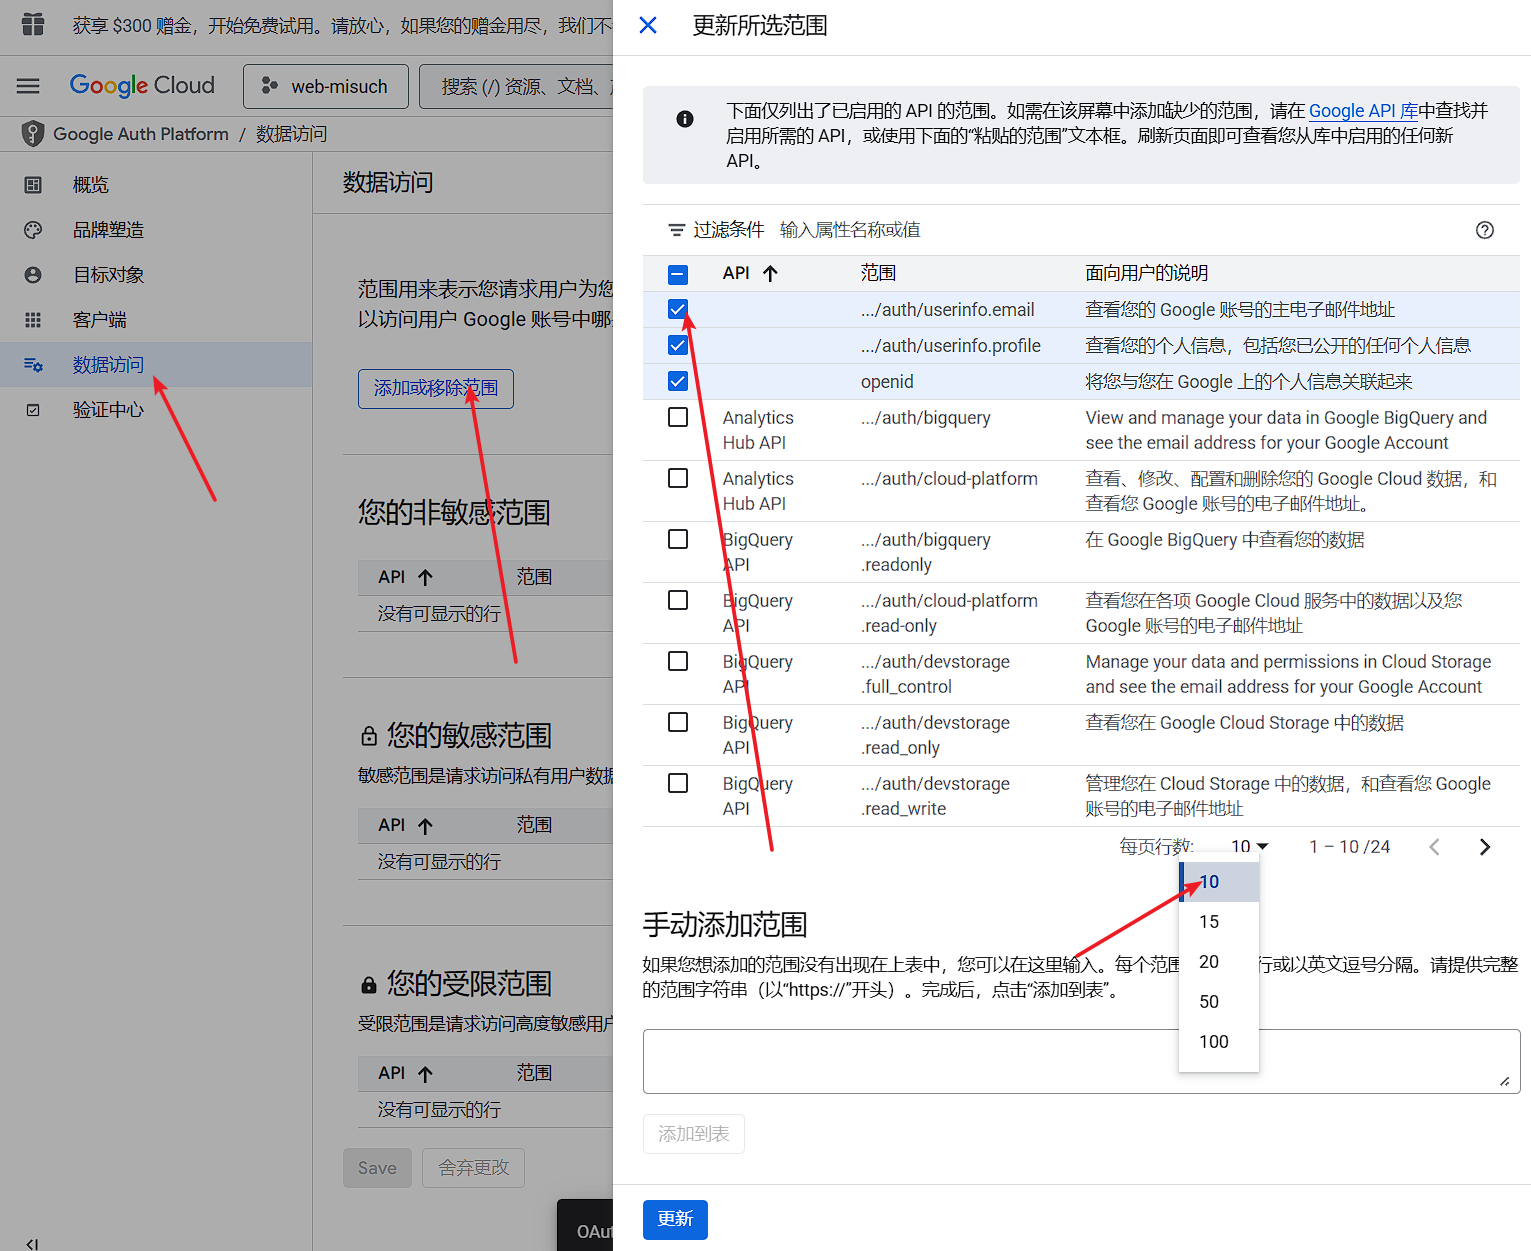 获享 $300 赠金，开始免费试用。请放心，如果您的赠金用尽，我们不
Google Cloud
web-misuch
搜索 (/) 资源、文档、
Google Auth Platform / 数据访问
概览
品牌塑造
目标对象
客户端
数据访问
验证中心
数据访问
范围用来表示您请求用户为您
以访问用户 Google 账号中哪
添加或移除范围
您的非敏感范围
API 范围
没有可显示的行
您的敏感范围
敏感范围是请求访问私有用户数据
API 范围
没有可显示的行
您的受限范围
受限范围是请求访问高度敏感用户
API 范围
没有可显示的行
Save 舍弃更改
OAut
更新所选范围
下面仅列出了已启用的 API 的范围。如需在该屏幕中添加缺少的范围，请在 Google API 库中查找并
启用所需的 API，或使用下面的“粘贴的范围”文本框。刷新页面即可查看您从库中启用的任何新
API。
过滤条件 输入属性名称或值
API 范围 面向用户的说明
.../auth/userinfo.email 查看您的 Google 账号的主电子邮件地址
.../auth/userinfo.profile 查看您的个人信息，包括您已公开的任何个人信息
openid 将您与您在 Google 上的个人信息关联起来
Analytics .../auth/bigquery View and manage your data in Google BigQuery and
Hub API see the email address for your Google Account
Analytics .../auth/cloud-platform 查看、修改、配置和删除您的 Google Cloud 数据，和
Hub API 查看您 Google 账号的电子邮件地址。
BigQuery .../auth/bigquery 在 Google BigQuery 中查看您的数据
API .readonly
BigQuery .../auth/cloud-platform 查看您在各项 Google Cloud 服务中的数据以及您
API .read-only Google 账号的电子邮件地址
BigQuery .../auth/devstorage Manage your data and permissions in Cloud Storage
API .full_control and see the email address for your Google Account
BigQuery .../auth/devstorage 查看您在 Google Cloud Storage 中的数据
API .read_only
BigQuery .../auth/devstorage 管理您在 Cloud Storage 中的数据，和查看您 Google
API .read_write 账号的电子邮件地址
每页行数: 10 1 – 10 /24
10
15
20
50
100
手动添加范围
如果您想添加的范围没有出现在上表中，您可以在这里输入。每个范围 行或以英文逗号分隔。请提供完整
的范围字符串（以“https://”开头）。完成后，点击“添加到表”。
添加到表
更新